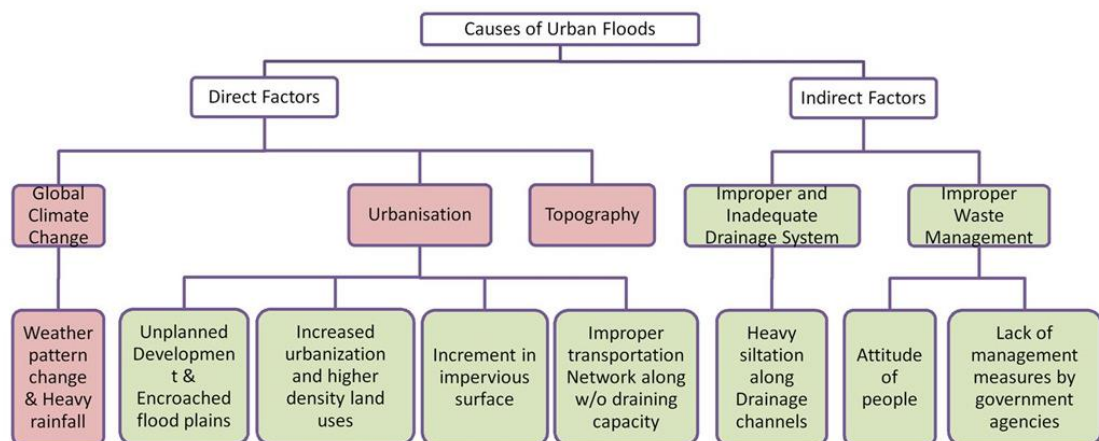 Causes of Urban Floods
Direct Factors
Indirect Factors
Global
Climate
Change
Urbanisation
Topography
Improper and
Inadequate
Drainage System
Improper
Waste
Management
Weather
pattern
change
& Heavy
rainfall
Unplanned
Developmen
t &
Encroached
flood plains
Increased
urbanization
and higher
density land
uses
Increment in
impervious
surface
Improper
transportation
Network along
w/o draining
capacity
Heavy
siltation
along
Drainage
channels
Attitude
of
people
Lack of
management
measures by
government
agencies